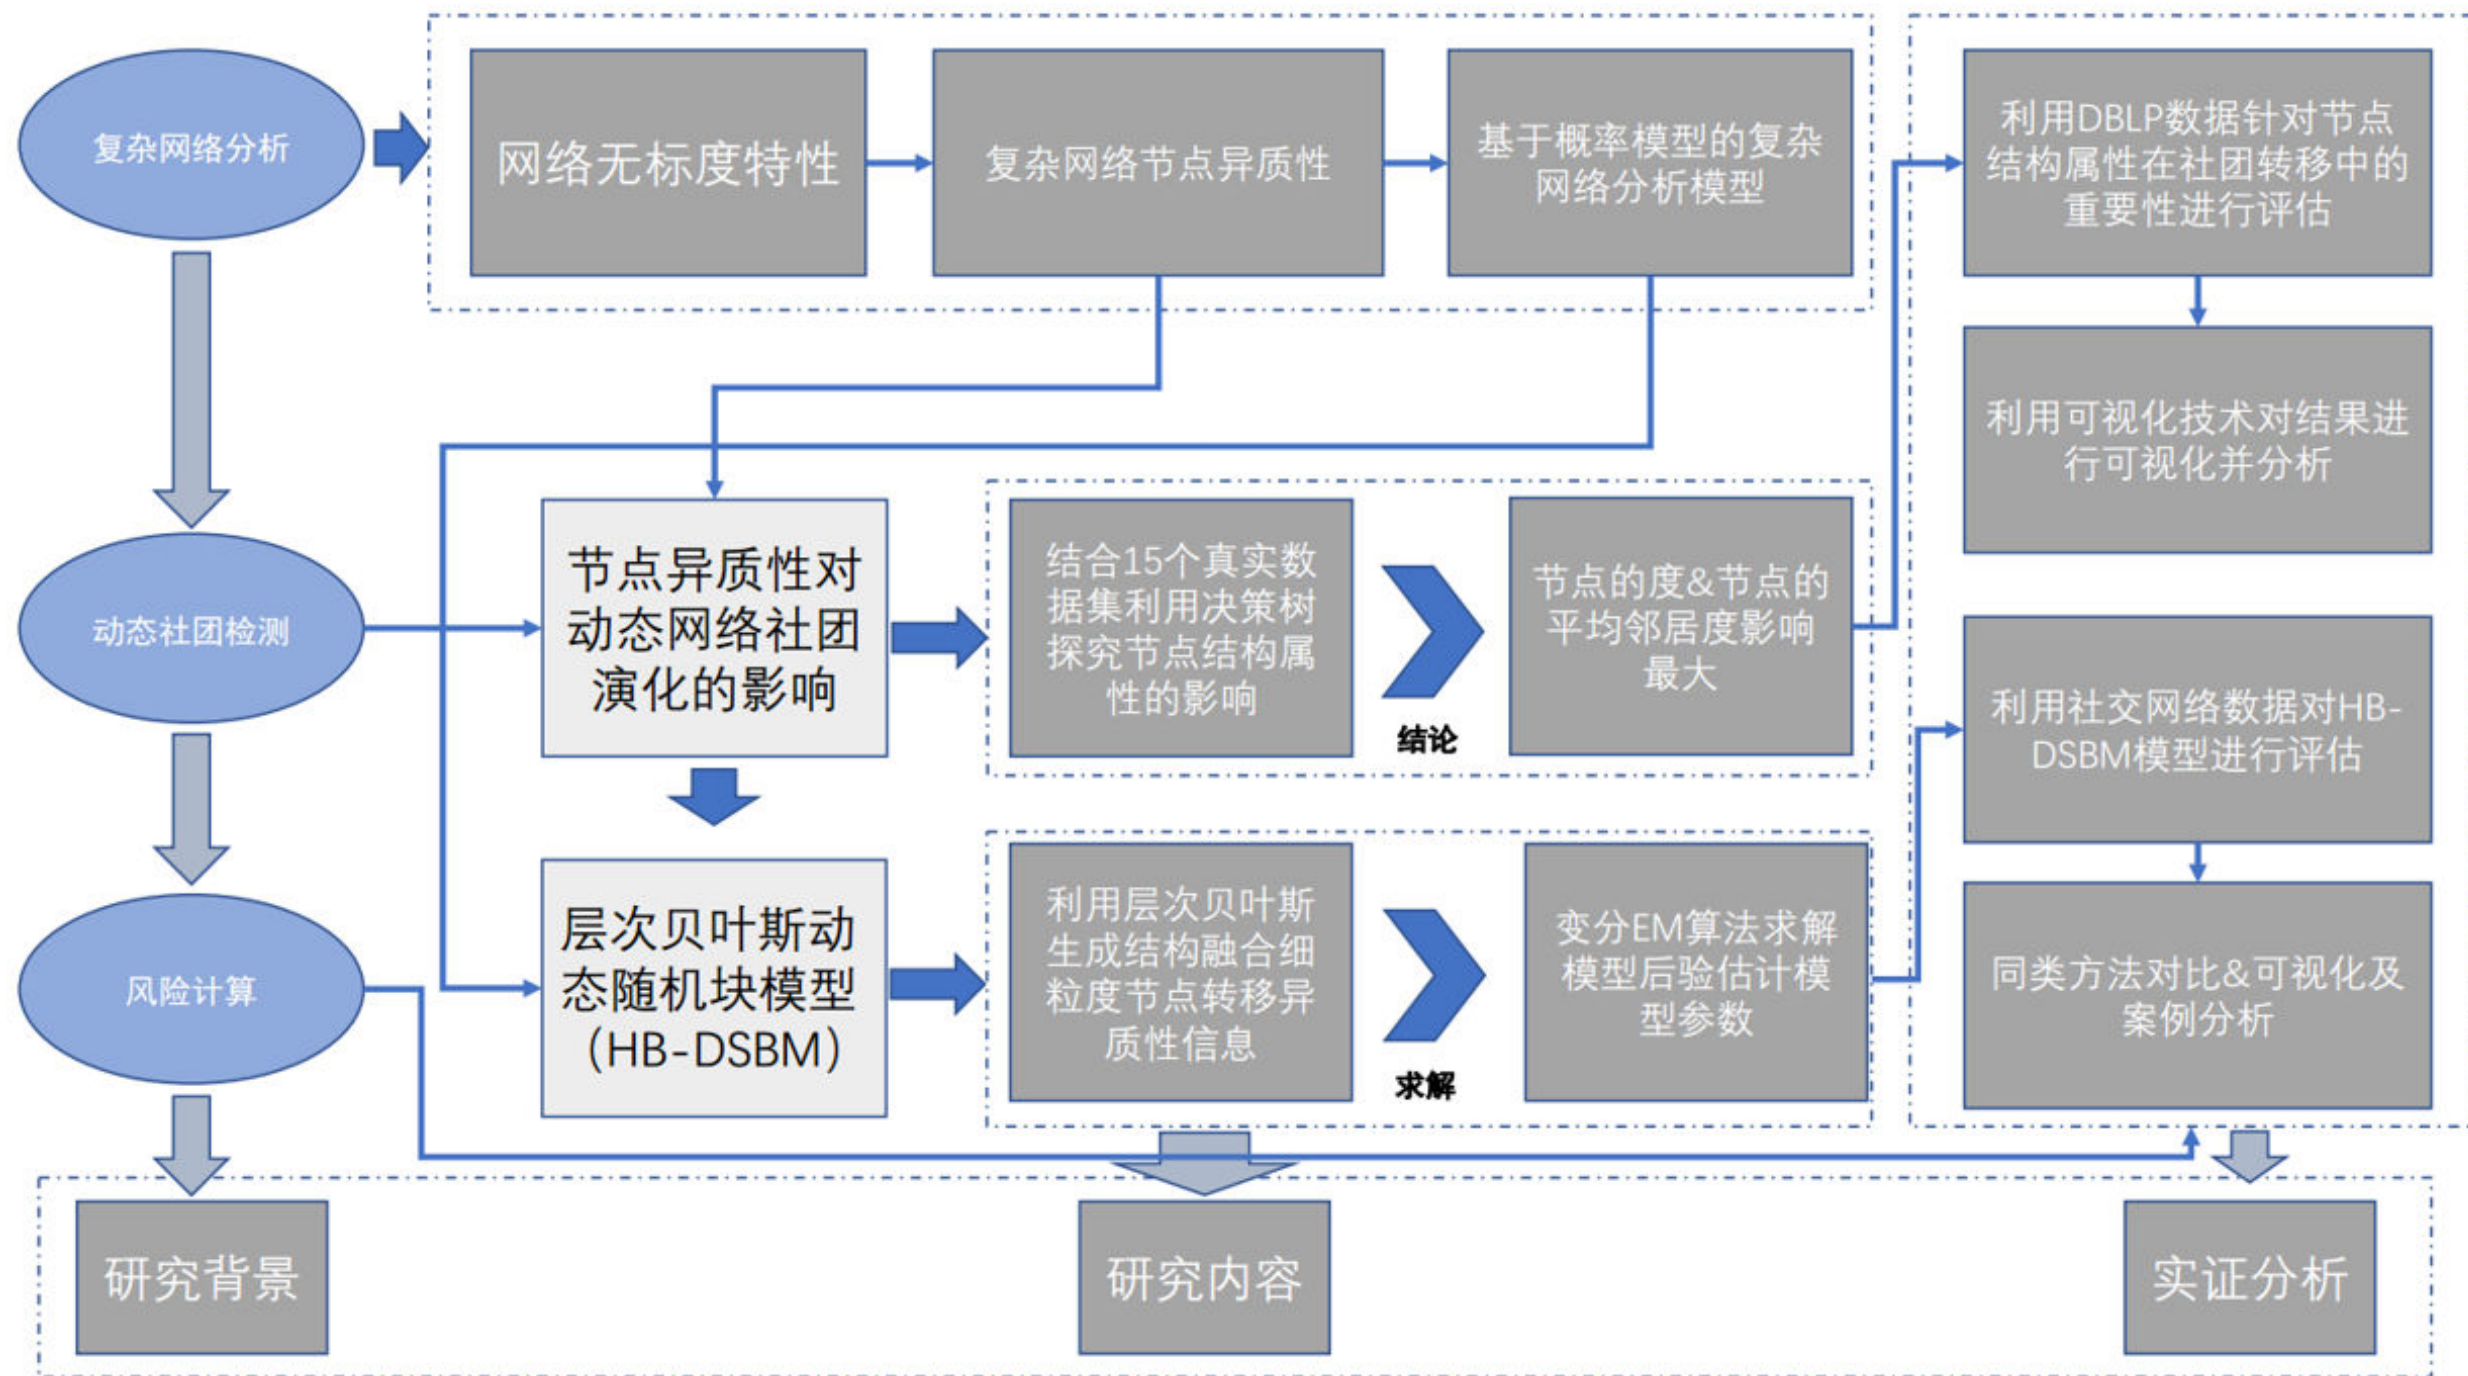 复杂网络分析
网络无标度特性
复杂网络节点异质性
基于概率模型的复杂
网络分析模型
利用DBLP数据针对节点
结构属性在社团转移中的
重要性进行评估
利用可视化技术对结果进
行可视化并分析
动态社团检测
节点异质性对
动态网络社团
演化的影响
结合15个真实数
据集利用决策树
探究节点结构属
性的影响
结论
节点的度&节点的
平均邻居度影响
最大
利用社交网络数据对HB-
DSBM模型进行评估
风险计算
层次贝叶斯动
态随机块模型
（HB-DSBM）
利用层次贝叶斯
生成结构融合细
粒度节点转移异
质性信息
求解
变分EM算法求解
模型后验估计模
型参数
同类方法对比&可视化及
案例分析
研究背景
研究内容
实证分析